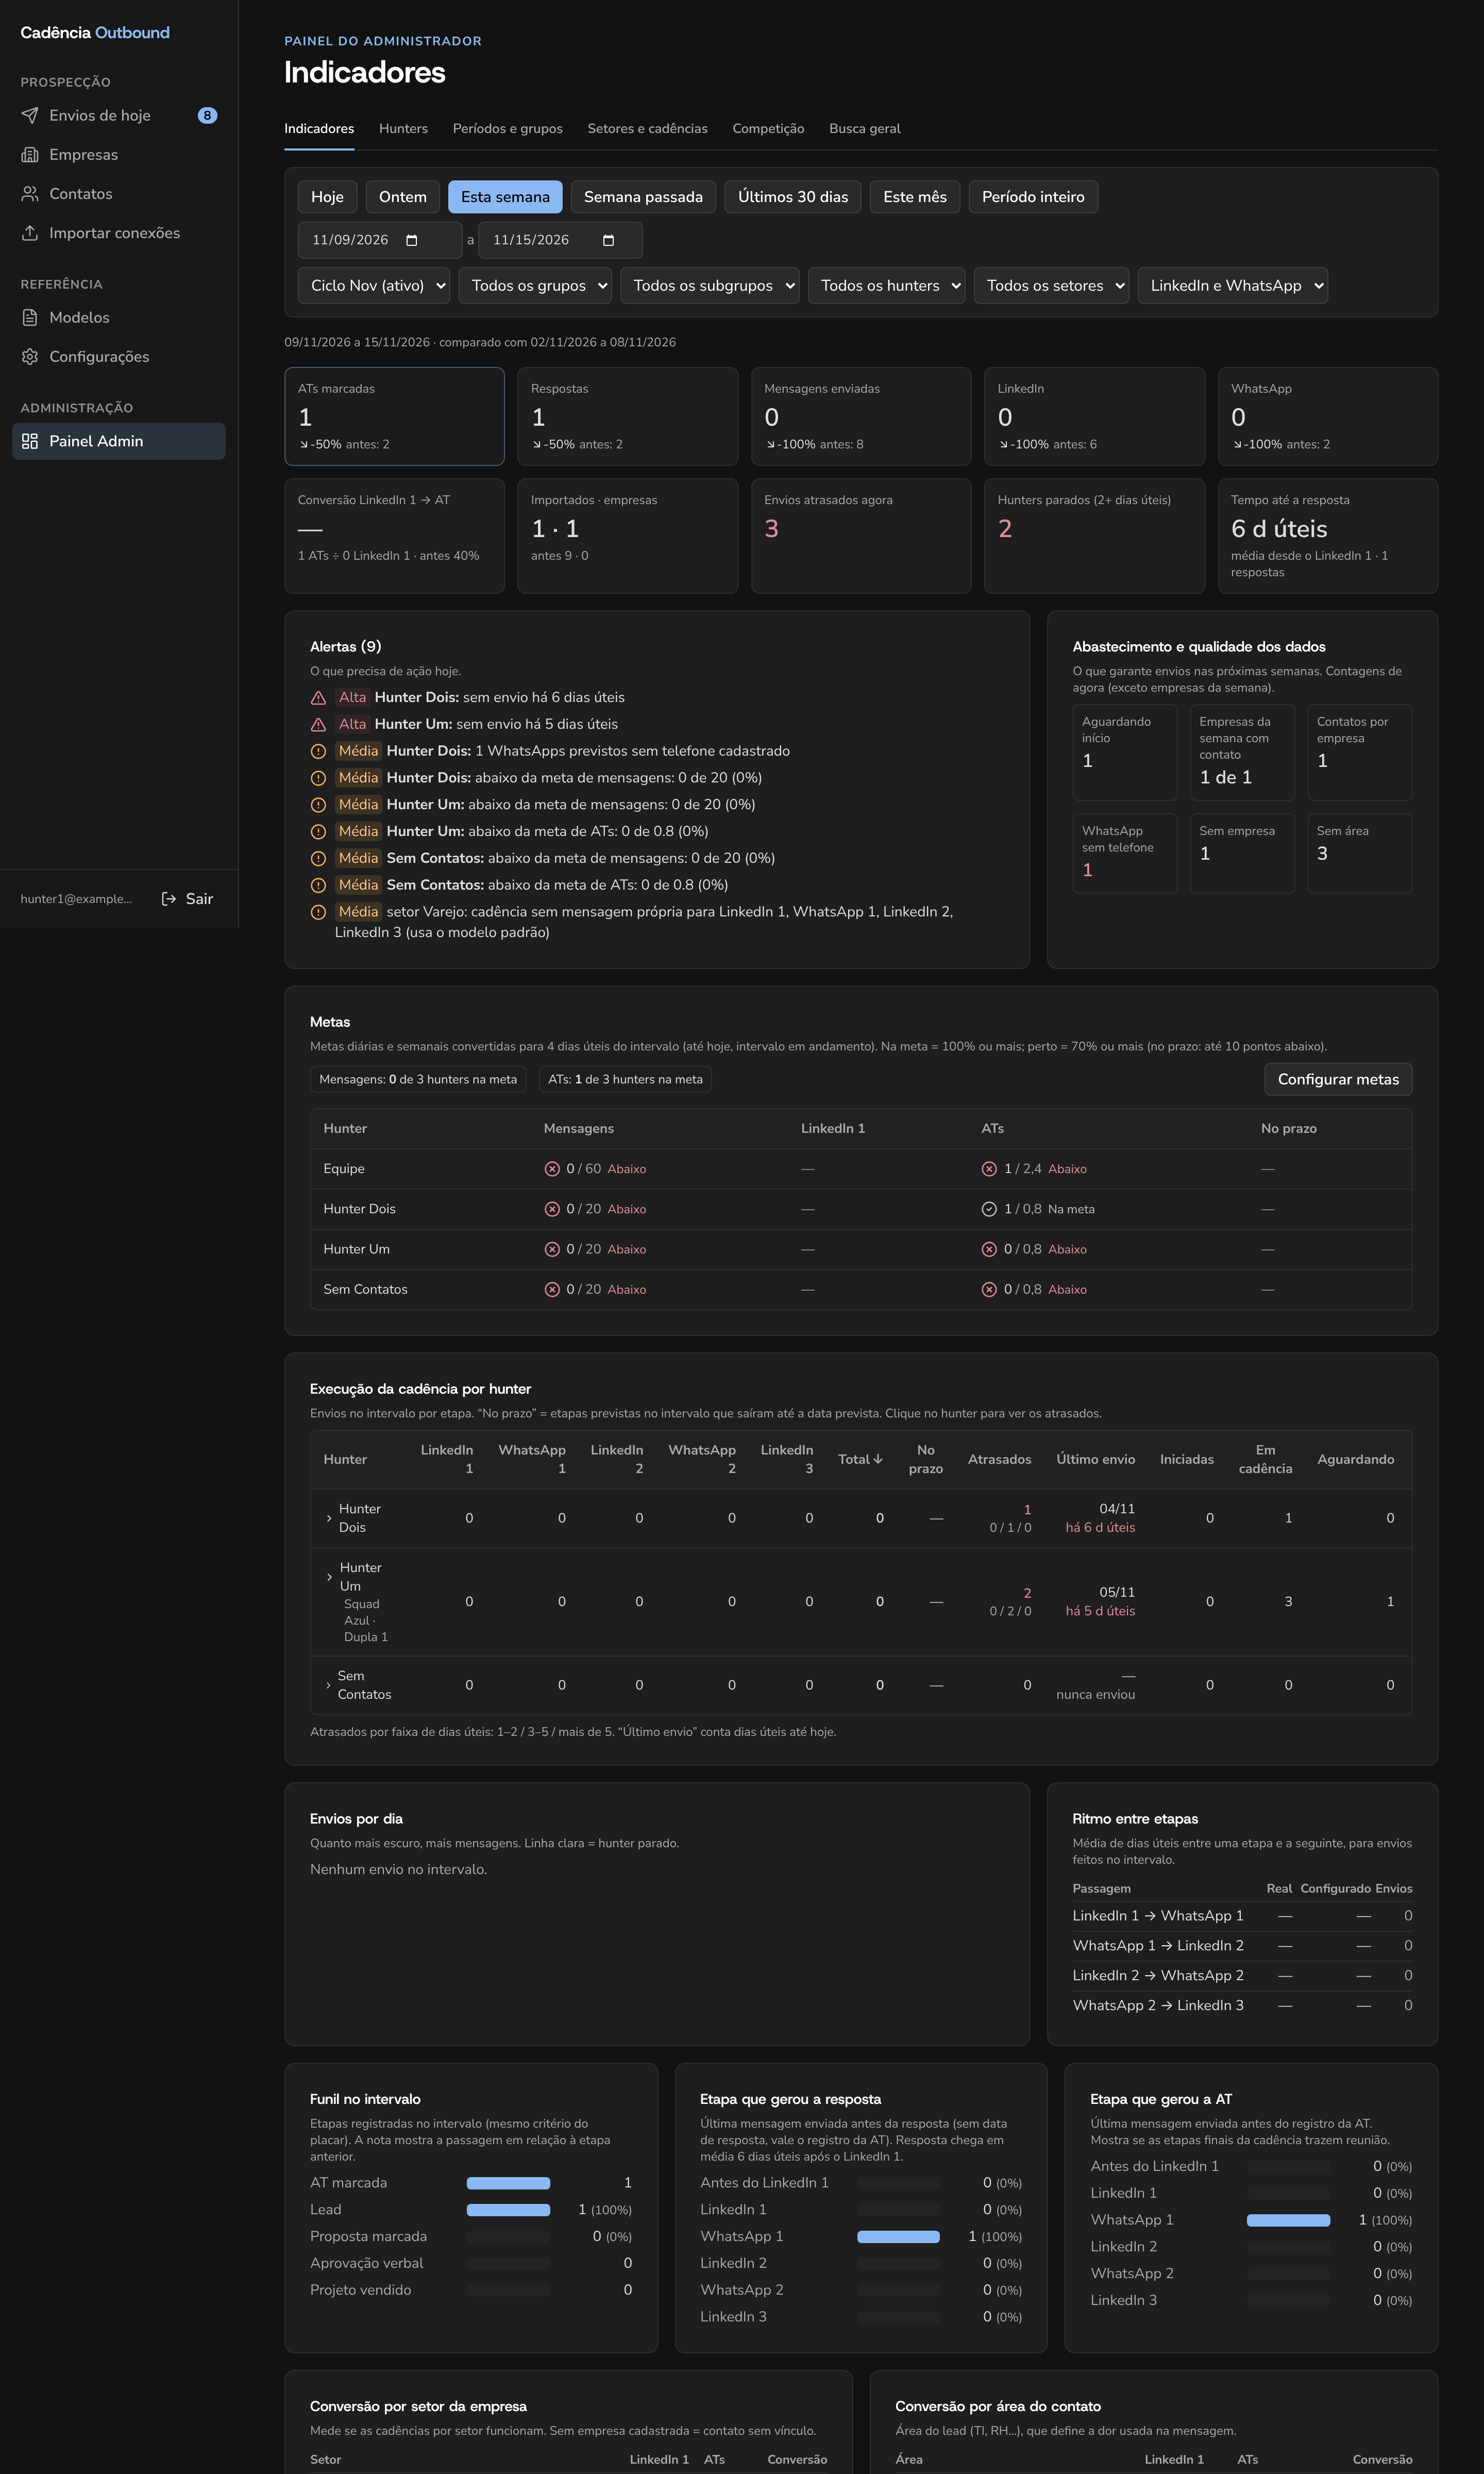 Cadência Outbound
PROSPECÇÃO
Envios de hoje 8
Empresas
Contatos
Importar conexões
REFERÊNCIA
Modelos
Configurações
ADMINISTRAÇÃO
Painel Admin
hunter1@example... Sair
PAINEL DO ADMINISTRADOR
Indicadores
Indicadores Hunters Períodos e grupos Setores e cadências Competição Busca geral
Hoje Ontem Esta semana Semana passada Últimos 30 dias Este mês Período inteiro
11/09/2026 a 11/15/2026
Ciclo Nov (ativo) Todos os grupos Todos os subgrupos Todos os hunters Todos os setores LinkedIn e WhatsApp
09/11/2026 a 15/11/2026 · comparado com 02/11/2026 a 08/11/2026
ATs marcadas
1
↘-50% antes: 2
Respostas
1
↘-50% antes: 2
Mensagens enviadas
0
↘-100% antes: 8
LinkedIn
0
↘-100% antes: 6
WhatsApp
0
↘-100% antes: 2
Conversão LinkedIn 1 → AT
—
1 ATs ÷ 0 LinkedIn 1 · antes 40%
Importados · empresas
1 · 1
antes 9 · 0
Envios atrasados agora
3
Hunters parados (2+ dias úteis)
2
Tempo até a resposta
6 d úteis
média desde o LinkedIn 1 · 1
respostas
Alertas (9)
O que precisa de ação hoje.
Alta Hunter Dois: sem envio há 6 dias úteis
Alta Hunter Um: sem envio há 5 dias úteis
Média Hunter Dois: 1 WhatsApps previstos sem telefone cadastrado
Média Hunter Dois: abaixo da meta de mensagens: 0 de 20 (0%)
Média Hunter Um: abaixo da meta de mensagens: 0 de 20 (0%)
Média Hunter Um: abaixo da meta de ATs: 0 de 0.8 (0%)
Média Sem Contatos: abaixo da meta de mensagens: 0 de 20 (0%)
Média Sem Contatos: abaixo da meta de ATs: 0 de 0.8 (0%)
Média setor Varejo: cadência sem mensagem própria para LinkedIn 1, WhatsApp 1, LinkedIn 2,
LinkedIn 3 (usa o modelo padrão)
Abastecimento e qualidade dos dados
O que garante envios nas próximas semanas. Contagens de
agora (exceto empresas da semana).
Aguardando
início
1
Empresas da
semana com
contato
1 de 1
Contatos por
empresa
1
WhatsApp
sem telefone
1
Sem empresa
1
Sem área
3
Metas
Metas diárias e semanais convertidas para 4 dias úteis do intervalo (até hoje, intervalo em andamento). Na meta = 100% ou mais; perto = 70% ou mais (no prazo: até 10 pontos abaixo).
Mensagens: 0 de 3 hunters na meta ATs: 1 de 3 hunters na meta Configurar metas
Hunter Mensagens LinkedIn 1 ATs No prazo
Equipe 0 / 60 Abaixo — 1 / 2,4 Abaixo —
Hunter Dois 0 / 20 Abaixo — 1 / 0,8 Na meta —
Hunter Um 0 / 20 Abaixo — 0 / 0,8 Abaixo —
Sem Contatos 0 / 20 Abaixo — 0 / 0,8 Abaixo —
Execução da cadência por hunter
Envios no intervalo por etapa. “No prazo” = etapas previstas no intervalo que saíram até a data prevista. Clique no hunter para ver os atrasados.
Hunter LinkedIn 1 WhatsApp 1 LinkedIn 2 WhatsApp 2 LinkedIn 3 Total ↓ No prazo Atrasados Último envio Iniciadas Em cadência Aguardando
Hunter Dois 0 0 0 0 0 0 — 1 04/11 0 1 0
0 / 1 / 0 há 6 d úteis
Hunter Um 0 0 0 0 0 0 — 2 05/11 0 3 1
Squad Azul · Dupla 1 0 / 2 / 0 há 5 d úteis
Sem Contatos 0 0 0 0 0 0 — 0 — 0 0 0
nunca enviou
Atrasados por faixa de dias úteis: 1–2 / 3–5 / mais de 5. “Último envio” conta dias úteis até hoje.
Envios por dia
Quanto mais escuro, mais mensagens. Linha clara = hunter parado.
Nenhum envio no intervalo.
Ritmo entre etapas
Média de dias úteis entre uma etapa e a seguinte, para envios
feitos no intervalo.
Passagem Real Configurado Envios
LinkedIn 1 → WhatsApp 1 — — 0
WhatsApp 1 → LinkedIn 2 — — 0
LinkedIn 2 → WhatsApp 2 — — 0
WhatsApp 2 → LinkedIn 3 — — 0
Funil no intervalo
Etapas registradas no intervalo (mesmo critério do
placar). A nota mostra a passagem em relação à etapa
anterior.
AT marcada 1
Lead 1 (100%)
Proposta marcada 0 (0%)
Aprovação verbal 0
Projeto vendido 0
Etapa que gerou a resposta
Última mensagem enviada antes da resposta (sem data
de resposta, vale o registro da AT). Resposta chega em
média 6 dias úteis após o LinkedIn 1.
Antes do LinkedIn 1 0 (0%)
LinkedIn 1 0 (0%)
WhatsApp 1 1 (100%)
LinkedIn 2 0 (0%)
WhatsApp 2 0 (0%)
LinkedIn 3 0 (0%)
Etapa que gerou a AT
Última mensagem enviada antes do registro da AT.
Mostra se as etapas finais da cadência trazem reunião.
Antes do LinkedIn 1 0 (0%)
LinkedIn 1 0 (0%)
WhatsApp 1 1 (100%)
LinkedIn 2 0 (0%)
WhatsApp 2 0 (0%)
LinkedIn 3 0 (0%)
Conversão por setor da empresa
Mede se as cadências por setor funcionam. Sem empresa cadastrada = contato sem vínculo.
Setor LinkedIn 1 ATs Conversão
Conversão por área do contato
Área do lead (TI, RH...), que define a dor usada na mensagem.
Área LinkedIn 1 ATs Conversão